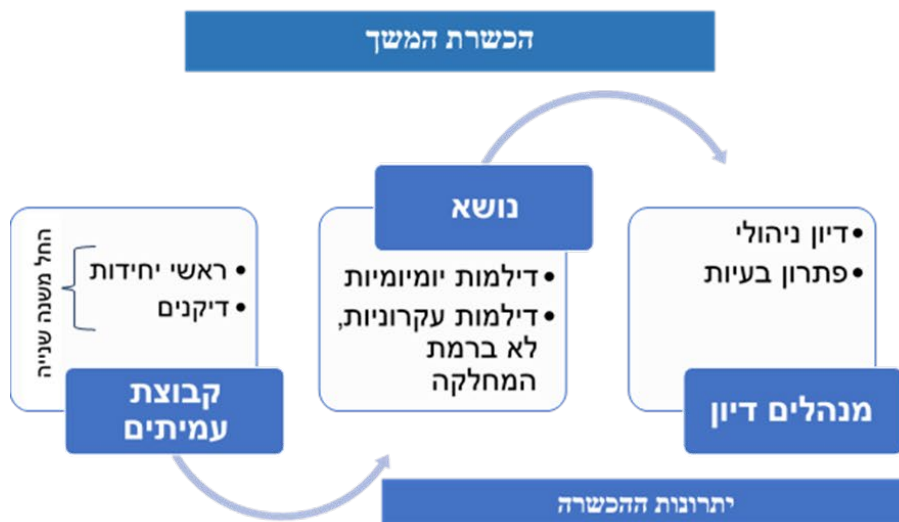 הכשרת המשך
דיון ניהולי
פתרון בעיות
מנהלים דיון
נושא
דילמות יומיומיות
דילמות עקרוניות,
לא ברמת
המחלקה
החל משנה שנייה
ראשי יחידות
דיקנים
קבוצת
עמיתים
יתרונות ההכשרה